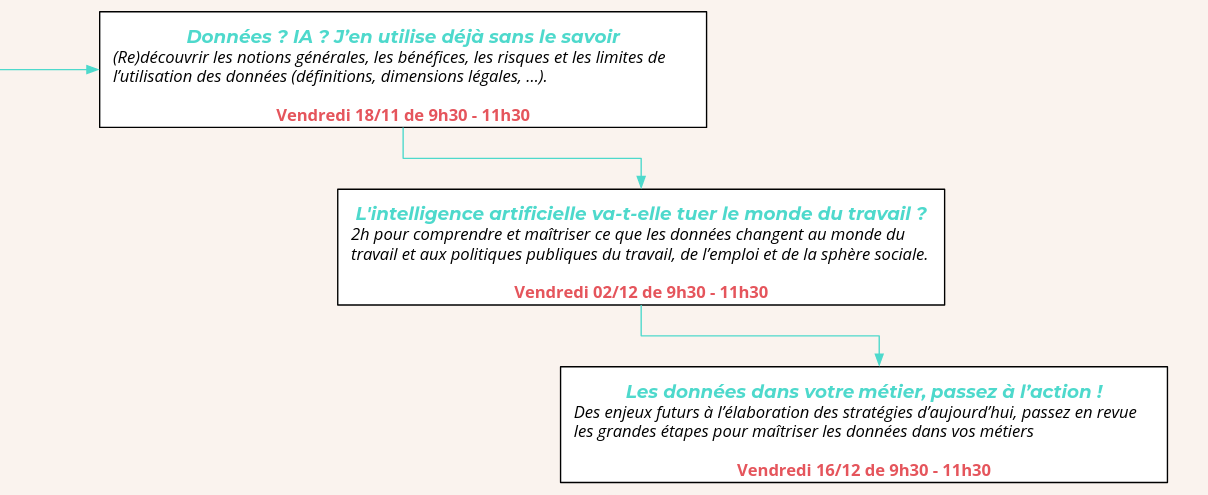 Données ? IA ? J’en utilise déjà sans le savoir
(Re)découvrir les notions générales, les bénéfices, les risques et les limites de
l’utilisation des données (définitions, dimensions légales, ...).
Vendredi 18/11 de 9h30 - 11h30
L'intelligence artificielle va-t-elle tuer le monde du travail ?
2h pour comprendre et maîtriser ce que les données changent au monde du
travail et aux politiques publiques du travail, de l’emploi et de la sphère sociale.
Vendredi 02/12 de 9h30 - 11h30
Les données dans votre métier, passez à l’action !
Des enjeux futurs à l’élaboration des stratégies d’aujourd’hui, passez en revue
les grandes étapes pour maîtriser les données dans vos métiers
Vendredi 16/12 de 9h30 - 11h30